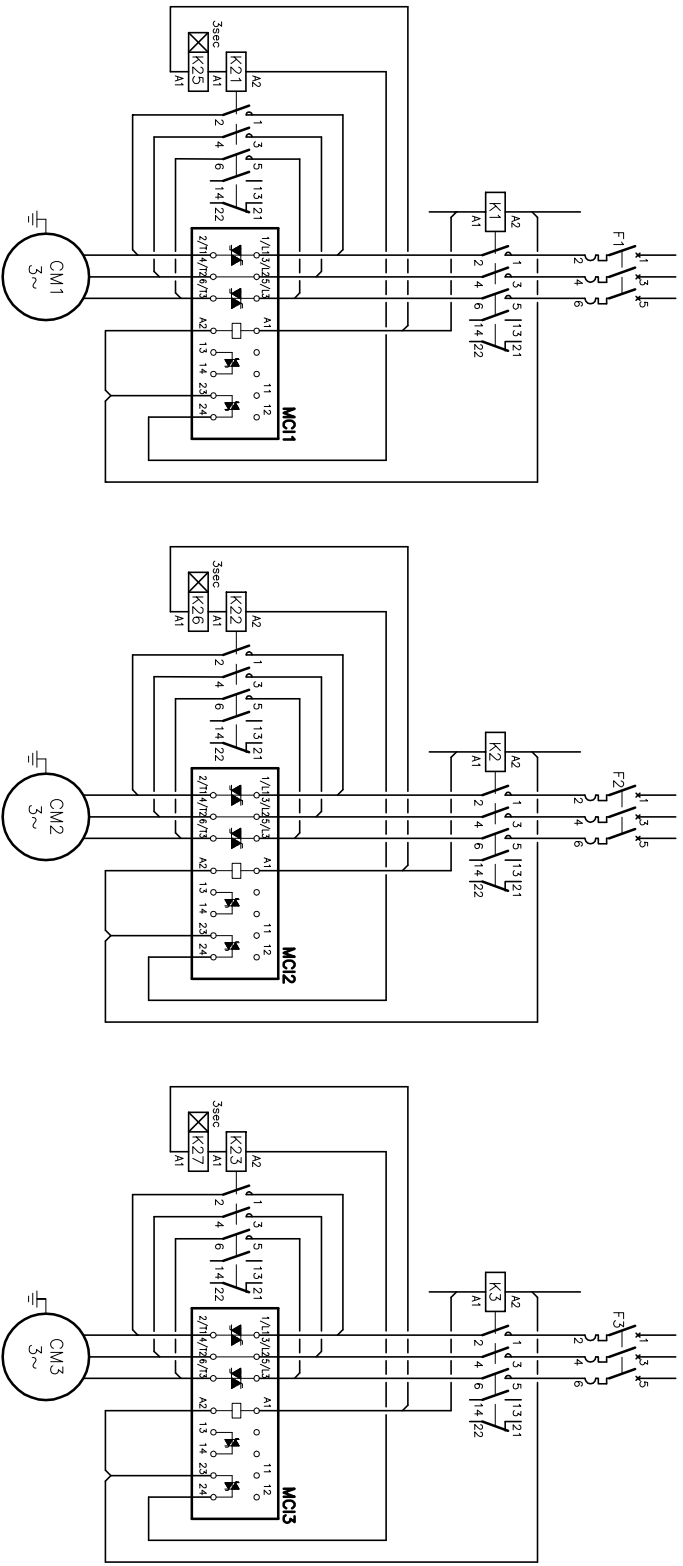 F1
1 3 5
2 4 6
K1
A2
A1
1 3 5 13 21
2 4 6 14 22
A2
K21
A1
1 3 5 13 21
2 4 6 14 22
3sec
K25
A1
MCI1
1/L1 3/L2 5/L3 A1 11 12
2/T1 4/T2 6/T3 A2 13 14 23 24
CM1
3~
F2
1 3 5
2 4 6
K2
A2
A1
1 3 5 13 21
2 4 6 14 22
A2
K22
A1
1 3 5 13 21
2 4 6 14 22
3sec
K26
A1
MCI2
1/L1 3/L2 5/L3 A1 11 12
2/T1 4/T2 6/T3 A2 13 14 23 24
CM2
3~
F3
1 3 5
2 4 6
K3
A2
A1
1 3 5 13 21
2 4 6 14 22
A2
K23
A1
1 3 5 13 21
2 4 6 14 22
3sec
K27
A1
MCI3
1/L1 3/L2 5/L3 A1 11 12
2/T1 4/T2 6/T3 A2 13 14 23 24
CM3
3~